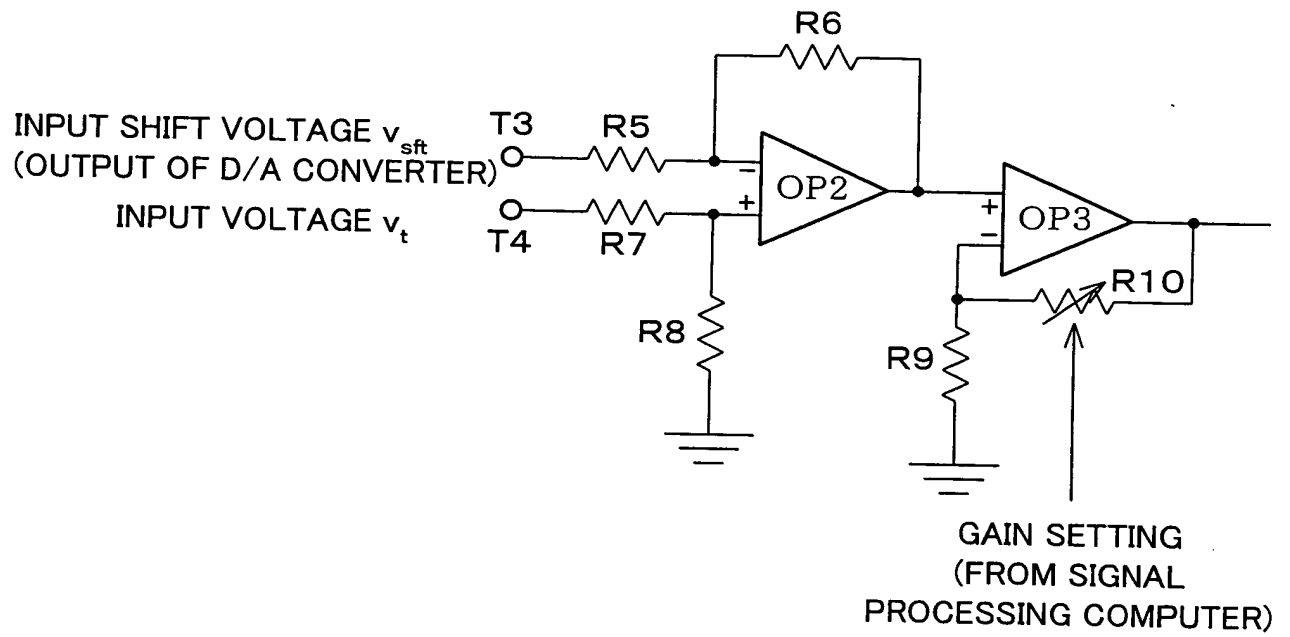 R6
INPUT SHIFT VOLTAGE v_sft
T3
R5
(OUTPUT OF D/A CONVERTER)
-
OP2
INPUT VOLTAGE v_t
T4
R7
+
+
OP3
-
R10
R8
R9
GAIN SETTING
(FROM SIGNAL
PROCESSING COMPUTER)